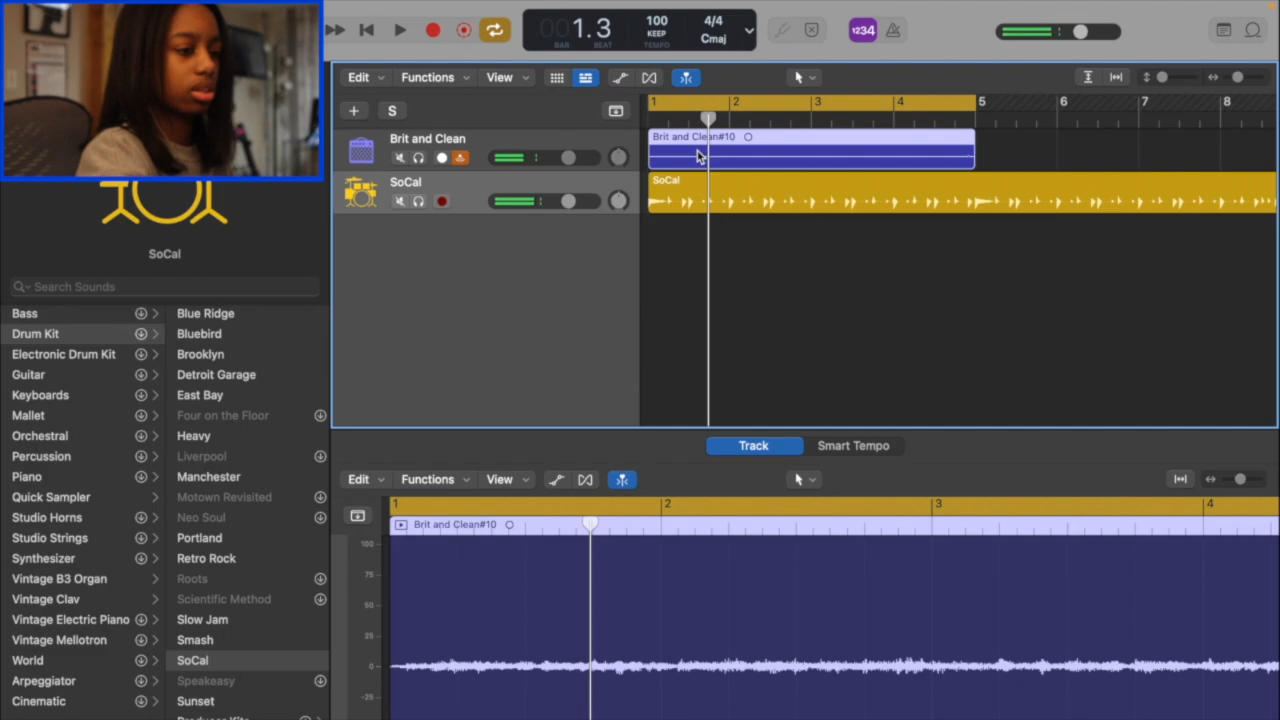 001.3
BAR BEAT
100
KEEP
TEMPO
4/4
Cmaj
1234
Edit Functions View
1 2 3 4 5 6 7 8
S
Brit and Clean
Brit and Clean#10
SoCal
SoCal
SoCal
Search Sounds
Bass Blue Ridge
Drum Kit Bluebird
Electronic Drum Kit Brooklyn
Guitar Detroit Garage
Keyboards East Bay
Mallet Four on the Floor
Orchestral Heavy
Percussion Liverpool
Piano Manchester
Quick Sampler Motown Revisited
Studio Horns Neo Soul
Studio Strings Portland
Synthesizer Retro Rock
Vintage B3 Organ Roots
Vintage Clav Scientific Method
Vintage Electric Piano Slow Jam
Vintage Mellotron Smash
World SoCal
Arpeggiator Speakeasy
Cinematic Sunset
Producer Kits
Track Smart Tempo
Edit Functions View
1 2 3 4
Brit and Clean#10
100
75
50
25
0
-25